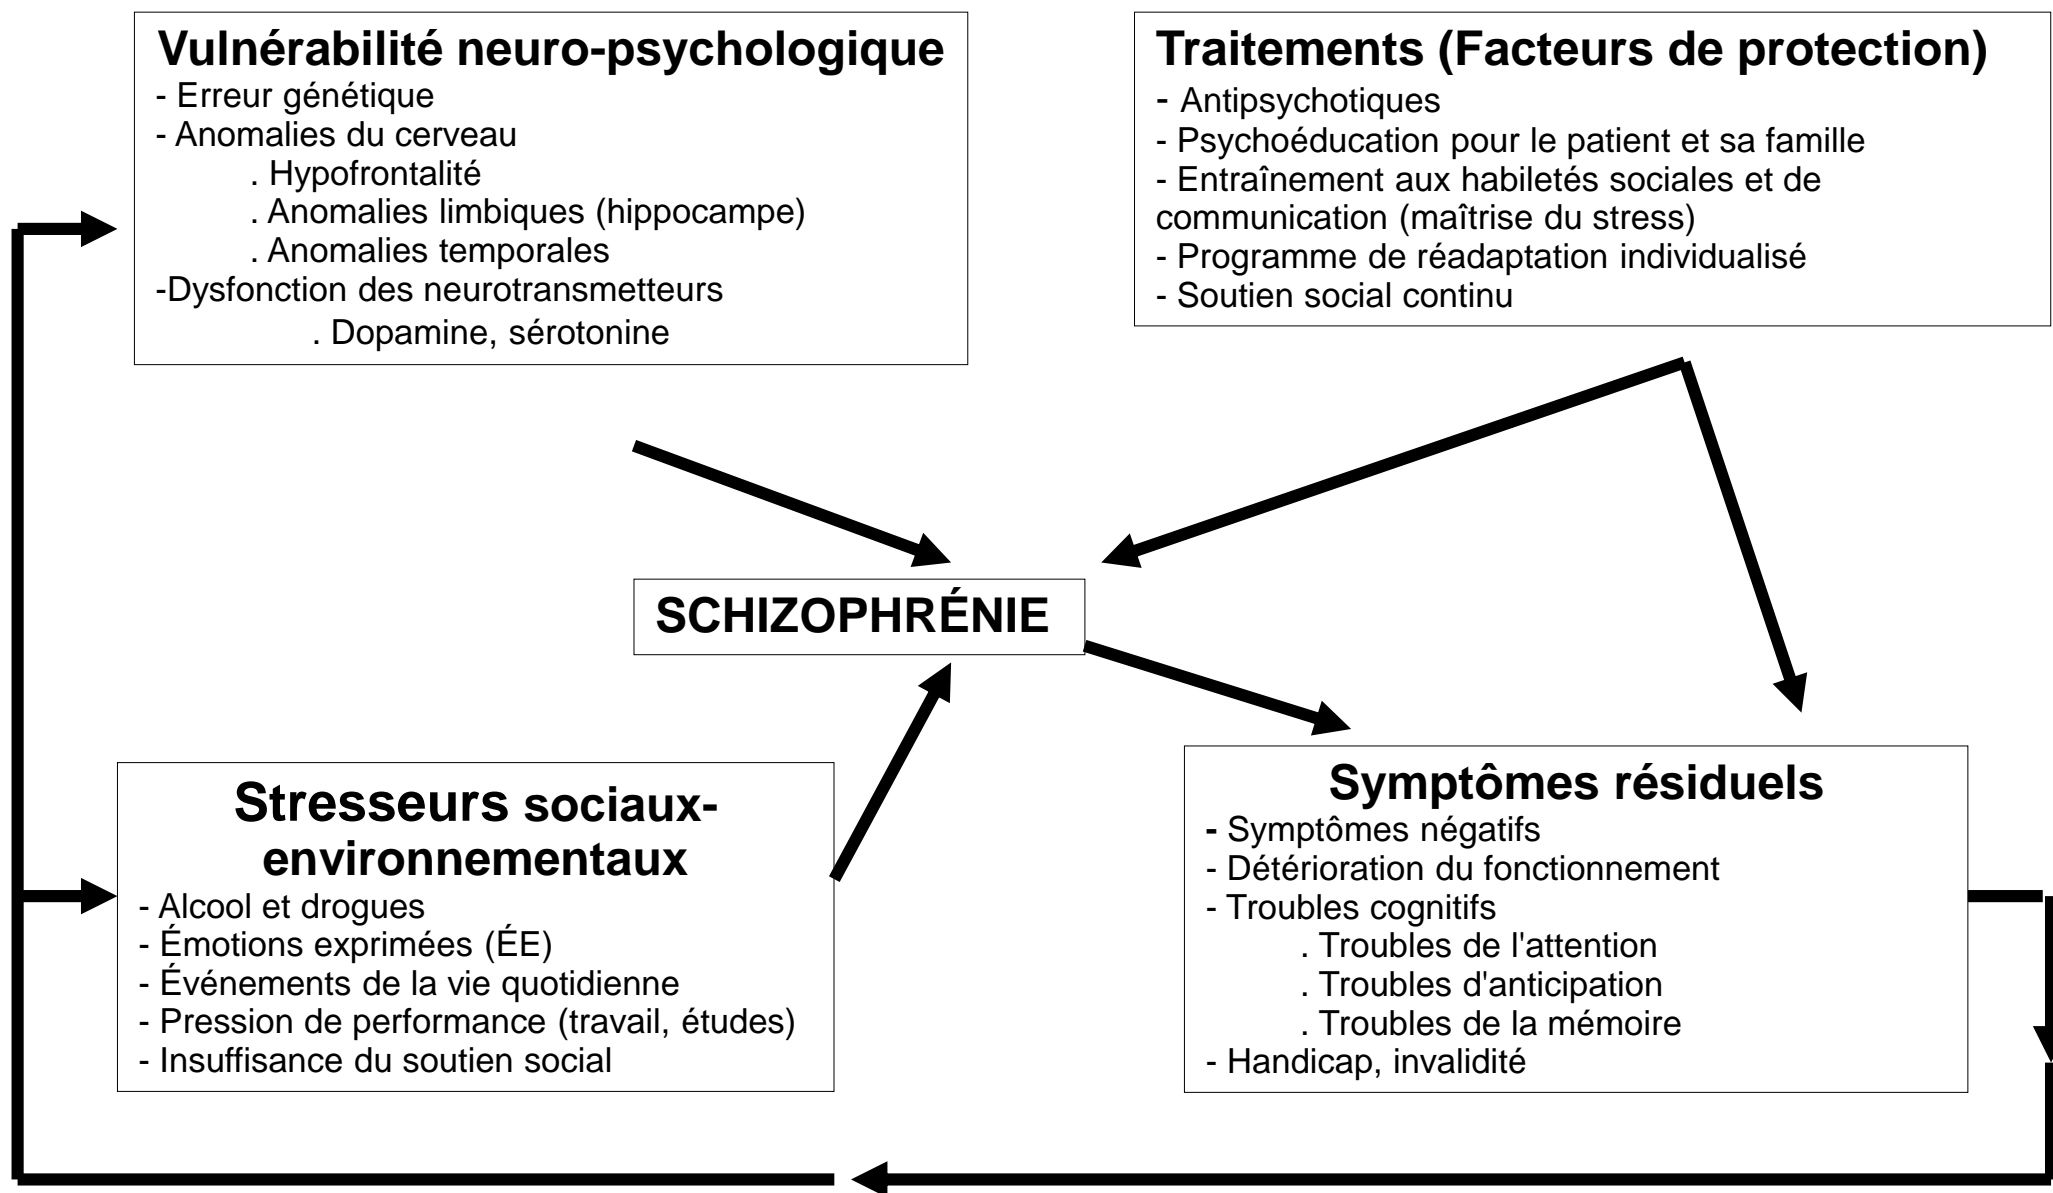 Vulnérabilité neuro-psychologique
- Erreur génétique
- Anomalies du cerveau
. Hypofrontalité
. Anomalies limbiques (hippocampe)
. Anomalies temporales
-Dysfonction des neurotransmetteurs
. Dopamine, sérotonine
Traitements (Facteurs de protection)
- Antipsychotiques
- Psychoéducation pour le patient et sa famille
- Entraînement aux habiletés sociales et de
communication (maîtrise du stress)
- Programme de réadaptation individualisé
- Soutien social continu
SCHIZOPHRÉNIE
Stresseurs sociaux-
environnementaux
- Alcool et drogues
- Émotions exprimées (ÉE)
- Événements de la vie quotidienne
- Pression de performance (travail, études)
- Insuffisance du soutien social
Symptômes résiduels
- Symptômes négatifs
- Détérioration du fonctionnement
- Troubles cognitifs
. Troubles de l'attention
. Troubles d'anticipation
. Troubles de la mémoire
- Handicap, invalidité